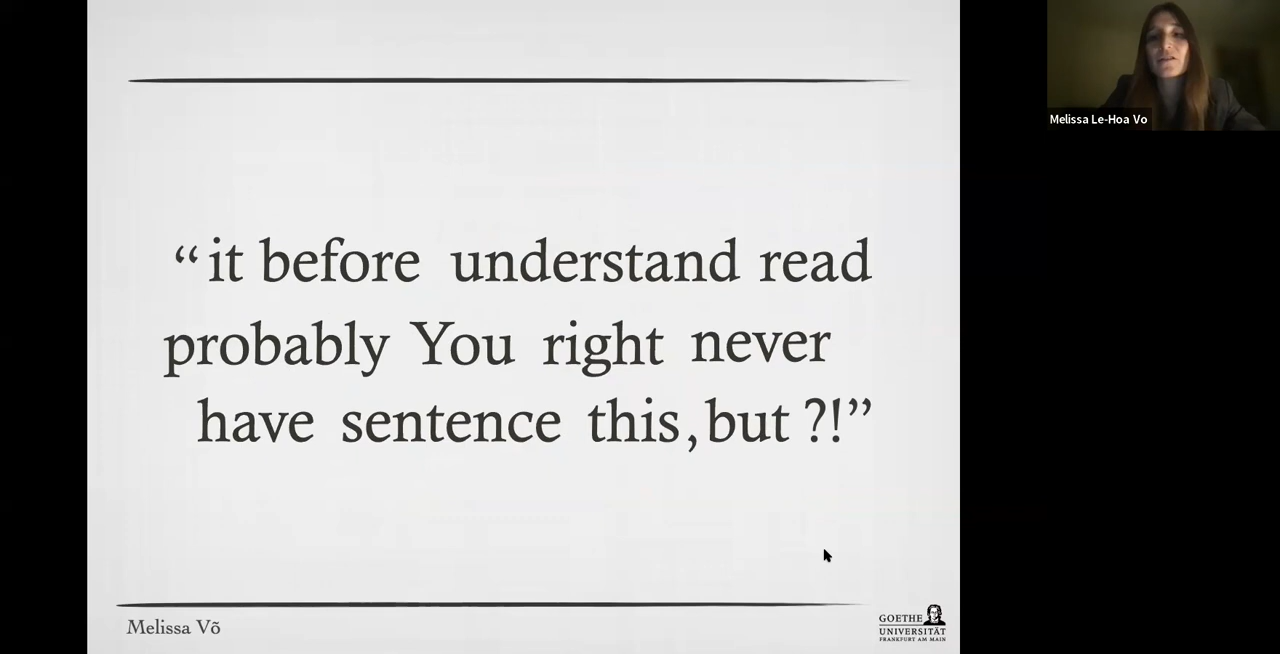 “it before understand read
probably You right never
have sentence this,but ?!”
Melissa Võ
GOETHE
UNIVERSITÄT
FRANKFURT AM MAIN
Melissa Le-Hoa Vo